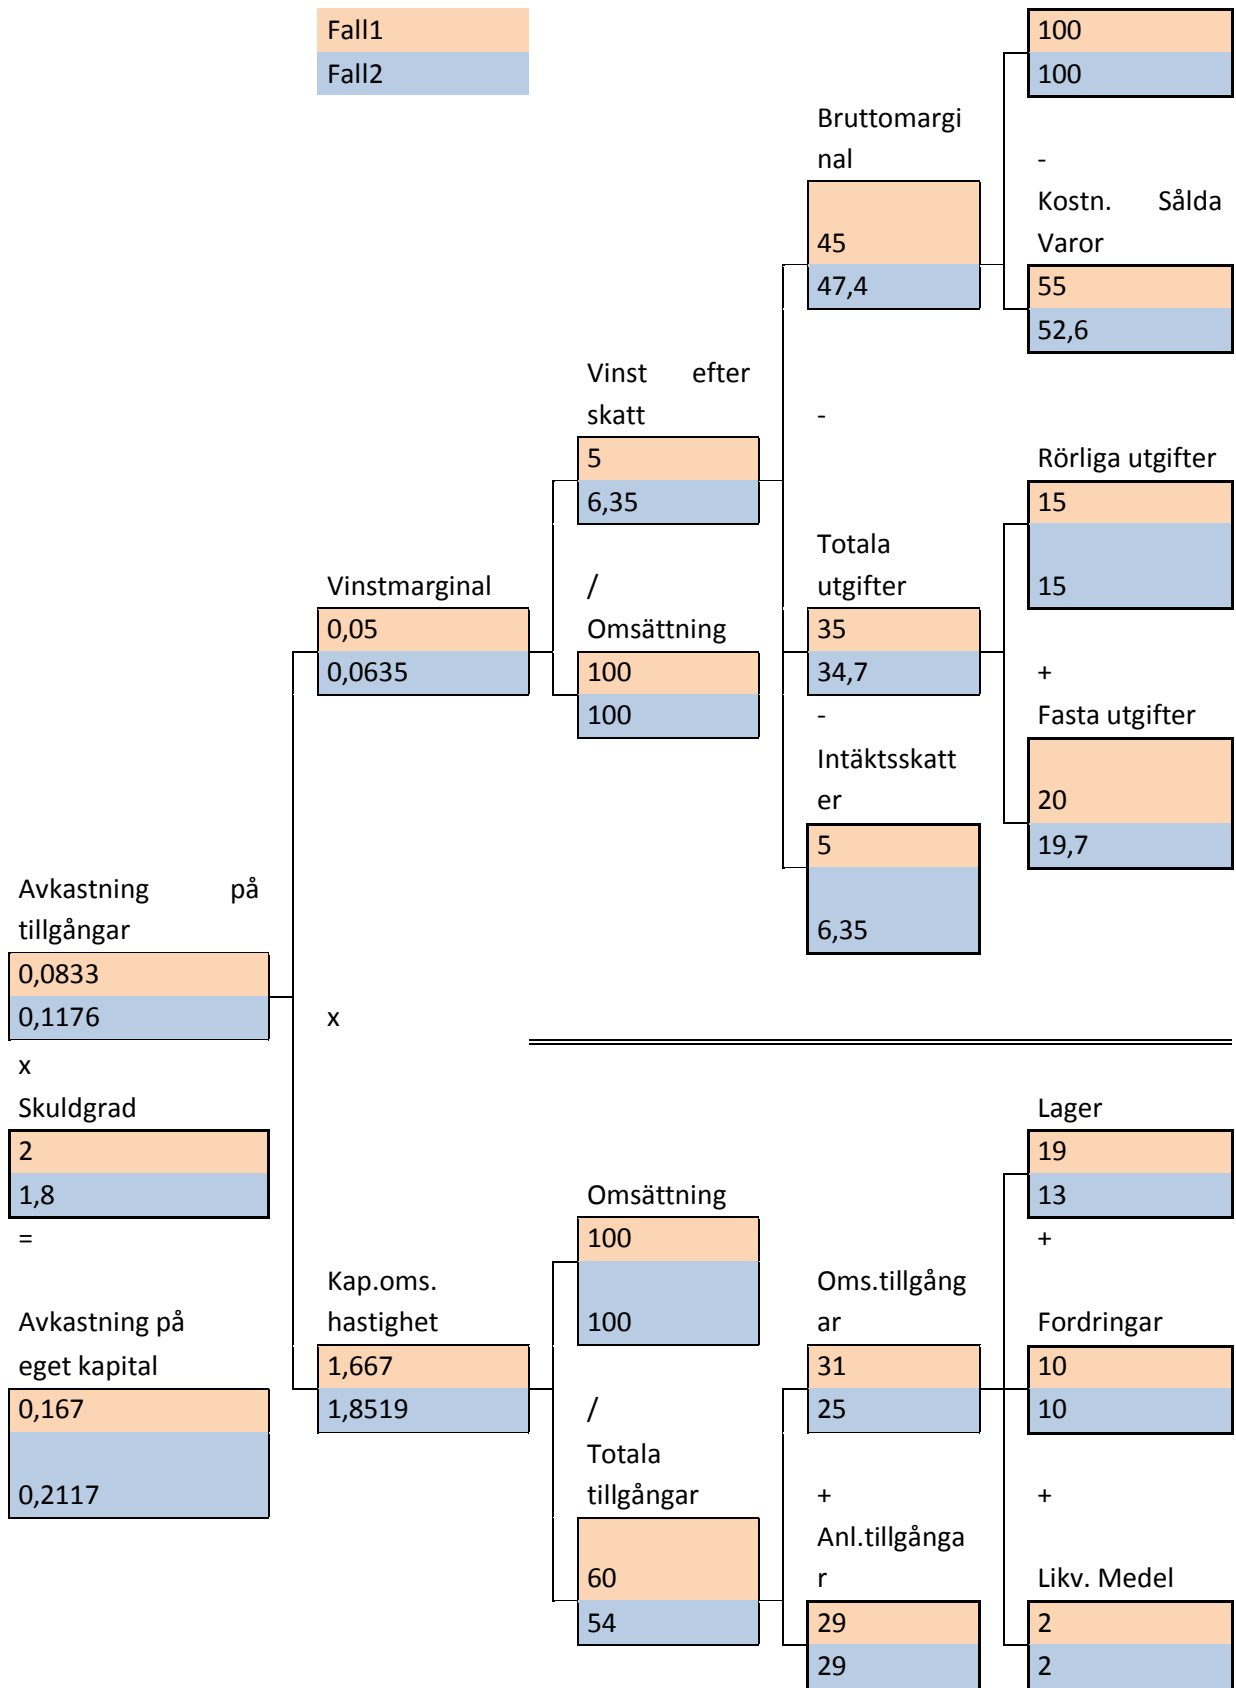 Fall1
Fall2
100
100
-
Kostn. Sålda
Varor
55
52,6
Bruttomargi
nal
45
47,4
-
Vinst efter
skatt
5
6,35
/
Omsättning
100
100
Rörliga utgifter
15
15
+
Fasta utgifter
20
19,7
Totala
utgifter
35
34,7
-
Intäktsskatt
er
5
6,35
Vinstmarginal
0,05
0,0635
x
Avkastning på
tillgångar
0,0833
0,1176
x
Skuldgrad
2
1,8
=
Avkastning på
eget kapital
0,167
0,2117
Kap.oms.
hastighet
1,667
1,8519
Omsättning
100
100
/
Totala
tillgångar
60
54
Oms.tillgång
ar
31
25
+
Anl.tillgånga
r
29
29
Lager
19
13
+
Fordringar
10
10
+
Likv. Medel
2
2